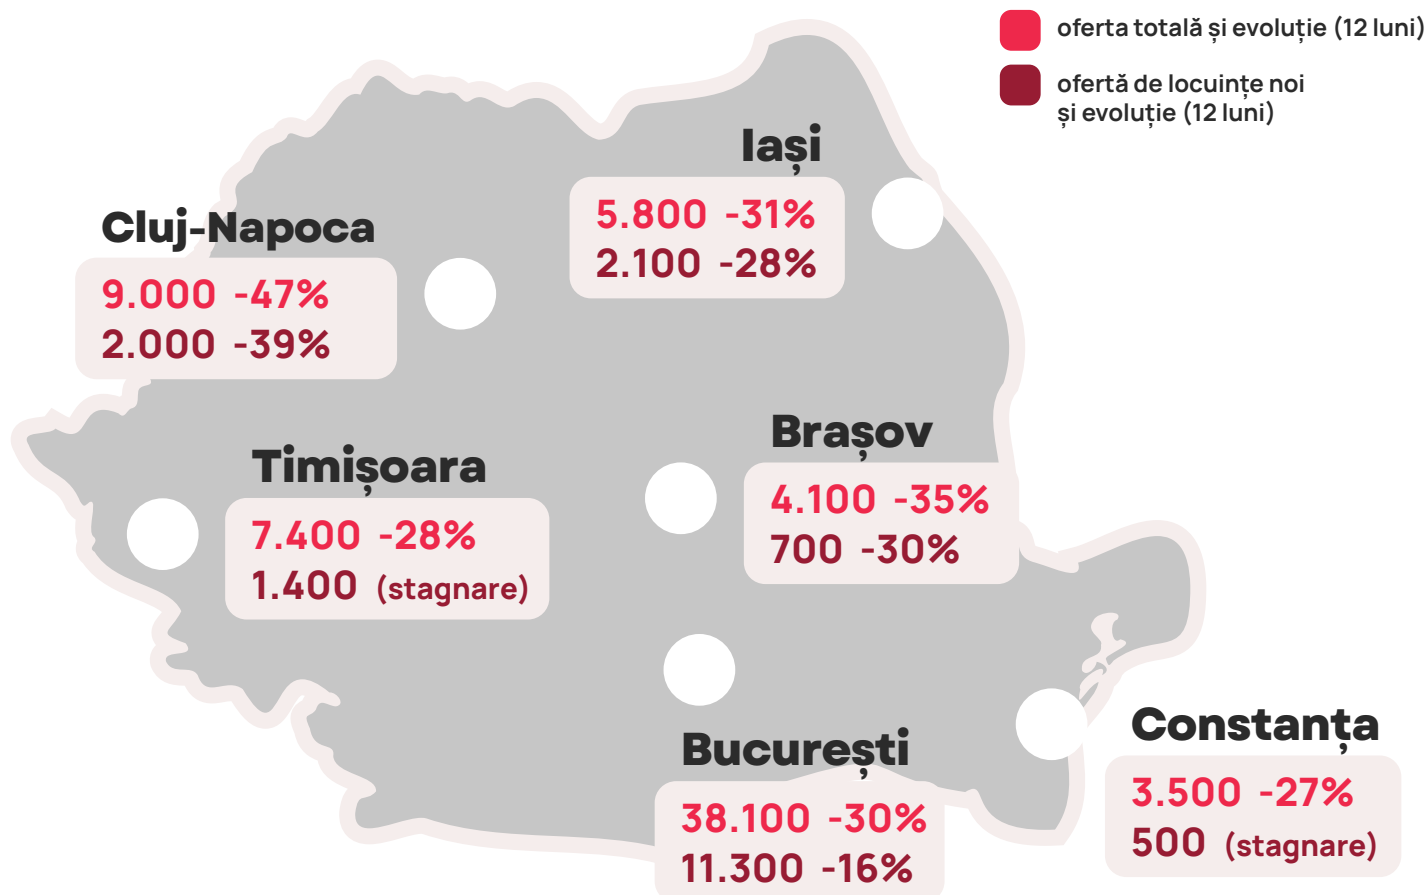 oferta totală și evoluție (12 luni)
ofertă de locuințe noi
și evoluție (12 luni)
Iași
5.800 -31%
2.100 -28%
Cluj-Napoca
9.000 -47%
2.000 -39%
Brașov
4.100 -35%
700 -30%
Timișoara
7.400 -28%
1.400 (stagnare)
Constanța
3.500 -27%
500 (stagnare)
București
38.100 -30%
11.300 -16%